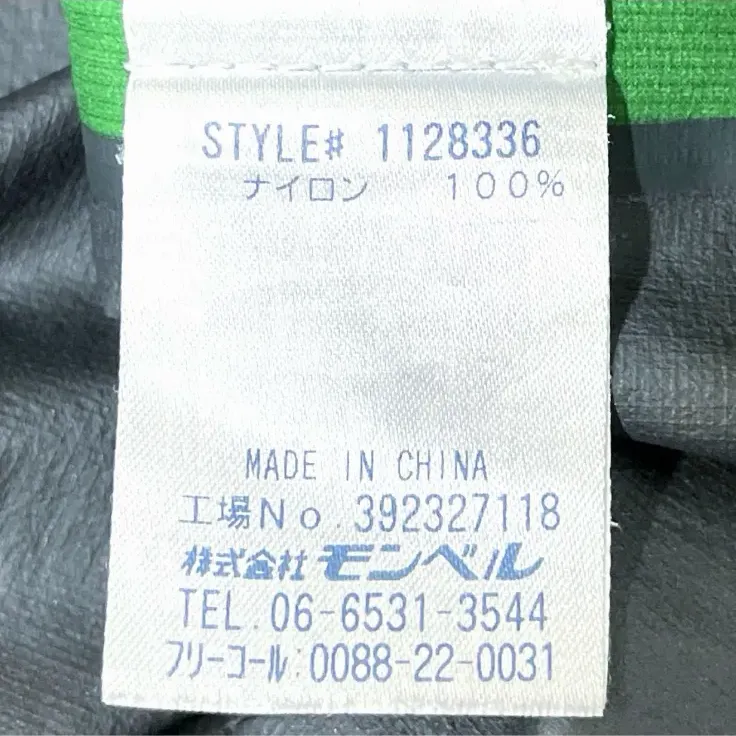 STYLE# 1128336
ナイロン 100%
MADE IN CHINA
工場No.392327118
株式会社モンベル
TEL.06-6531-3544
フリーコール:0088-22-0031